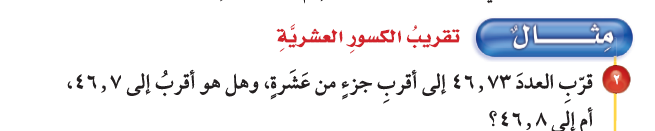 مِثـــالٌ تقريبُ الكسورِ العشريَّةِ
٢ قرّبِ العددَ ٤٦,٧٣ إلى أقربِ جزءٍ من عَشَرةٍ، وهل هو أقربُ إلى ٤٦,٧،
أم إلى ٤٦,٨؟